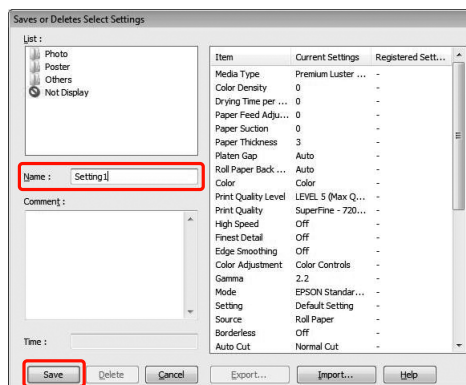 Saves or Deletes Select Settings
List :
Photo
Poster
Others
Not Display
Name : Setting1
Comment :
Time :
Item Current Settings Registered Sett...
Media Type Premium Luster ... -
Color Density 0 -
Drying Time per ... 0 -
Paper Feed Adju... 0 -
Paper Suction 0 -
Paper Thickness 3 -
Platen Gap Auto -
Roll Paper Back ... Auto -
Color Color -
Print Quality Level LEVEL 5 (Max Q... -
Print Quality SuperFine - 720... -
High Speed Off -
Finest Detail Off -
Edge Smoothing Off -
Color Adjustment Color Controls -
Gamma 2.2 -
Mode EPSON Standar... -
Setting Default Setting -
Source Roll Paper -
Borderless Off -
Auto Cut Normal Cut -
Save Delete Cancel Export... Import... Help